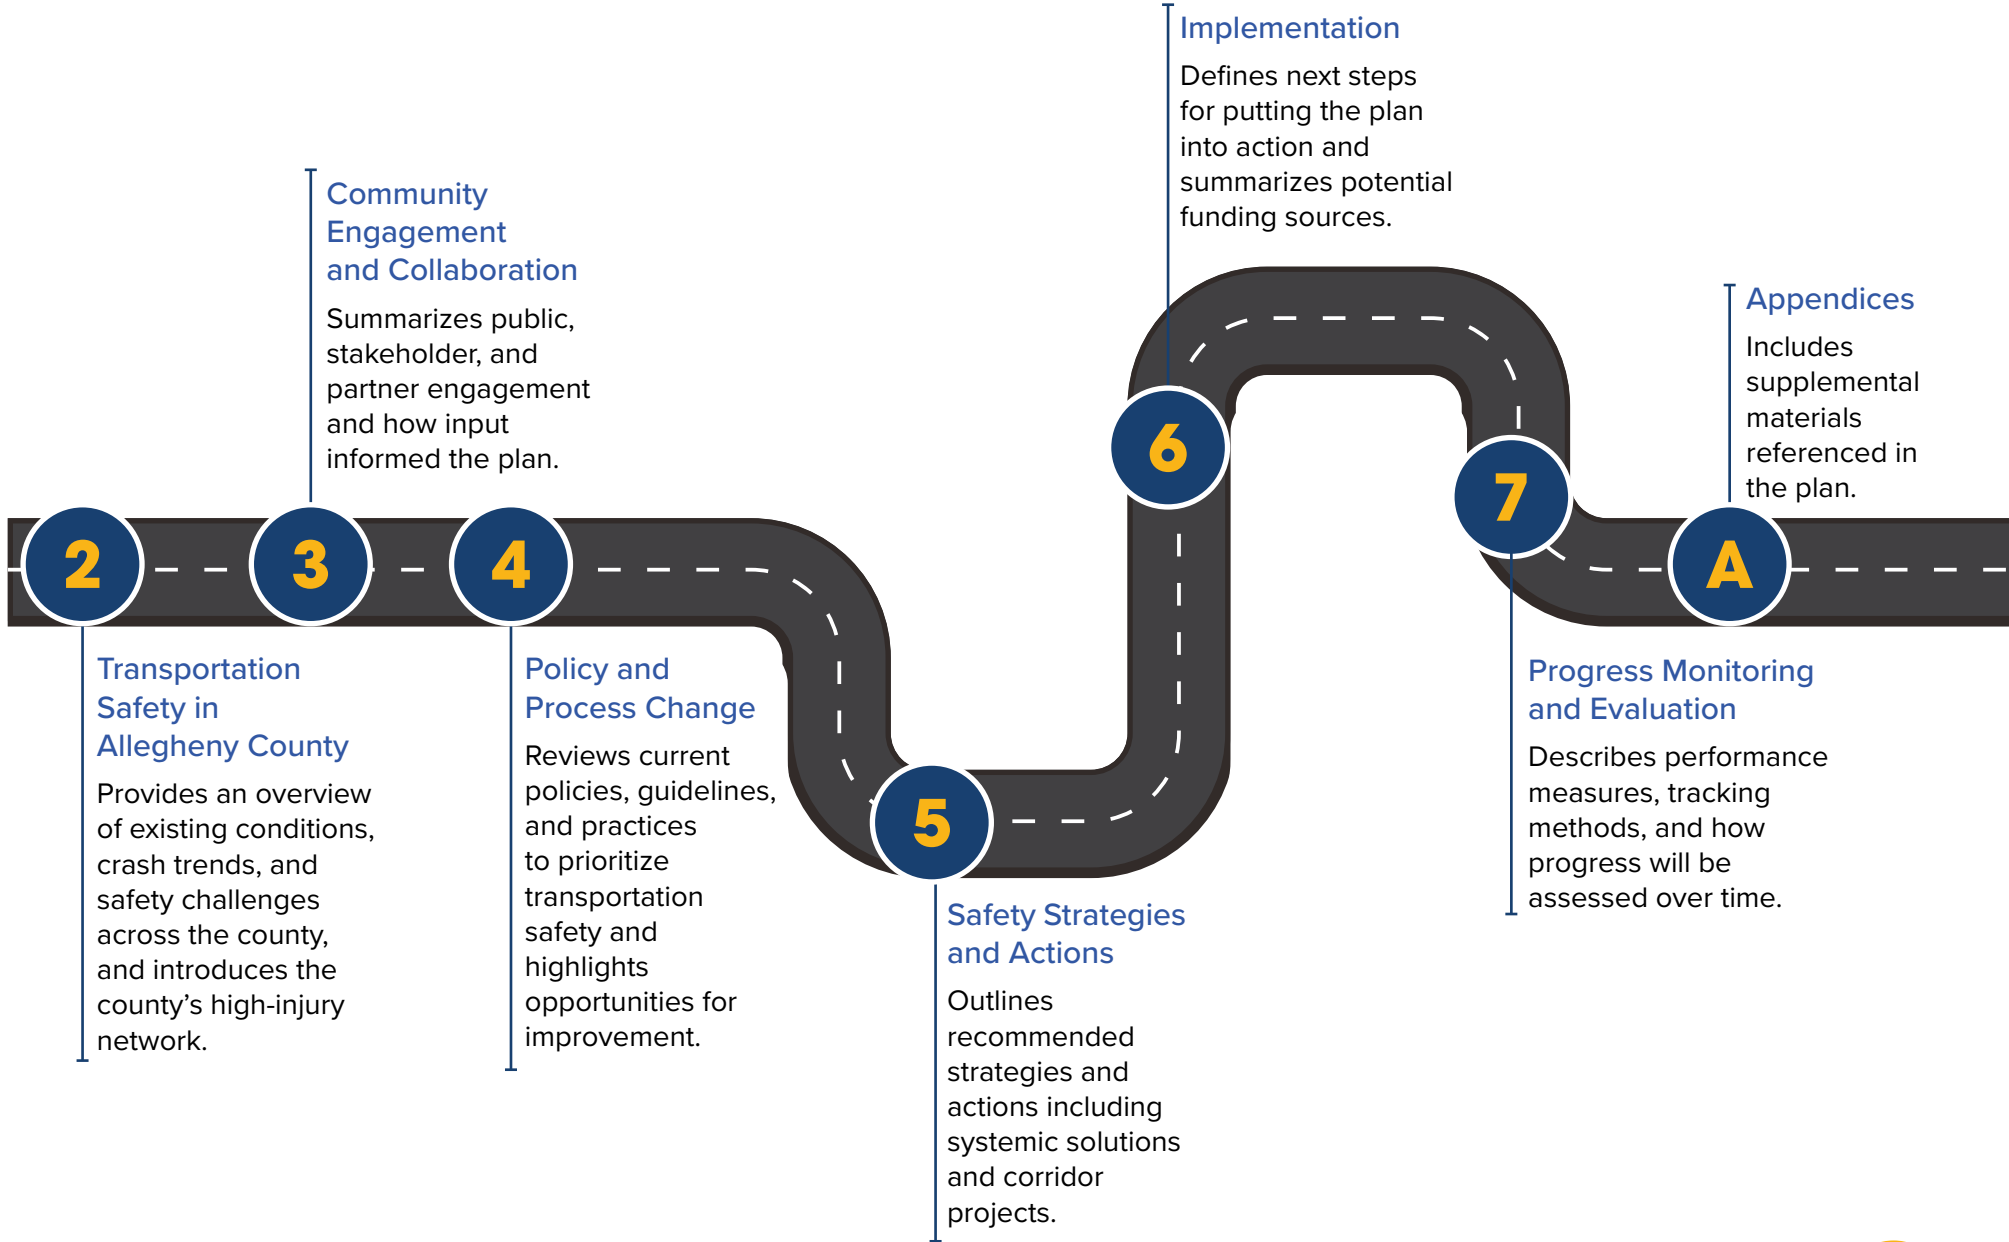 2
Transportation
Safety in
Allegheny County
Provides an overview
of existing conditions,
crash trends, and
safety challenges
across the county,
and introduces the
county’s high-injury
network.
3
Community
Engagement
and Collaboration
Summarizes public,
stakeholder, and
partner engagement
and how input
informed the plan.
4
Policy and
Process Change
Reviews current
policies, guidelines,
and practices
to prioritize
transportation
safety and
highlights
opportunities for
improvement.
5
Safety Strategies
and Actions
Outlines
recommended
strategies and
actions including
systemic solutions
and corridor
projects.
6
Implementation
Defines next steps
for putting the plan
into action and
summarizes potential
funding sources.
7
Progress Monitoring
and Evaluation
Describes performance
measures, tracking
methods, and how
progress will be
assessed over time.
A
Appendices
Includes
supplemental
materials
referenced in
the plan.